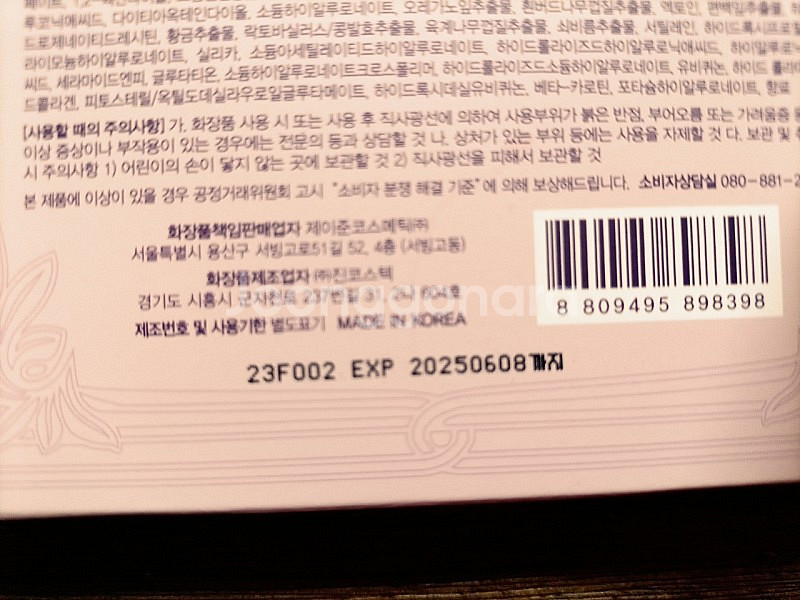 루코닉애씨드, 다이티아옥테인다이올, 소듐하이알루로네이트, 오레가노잎추출물, 흰버드나무껍질추출물, 엑토인, 편백잎추출물,
드로제네이티드레시틴, 황금추출물, 락토바실러스/콩발효추출물, 육계나무껍질추출물, 쇠비름추출물, 서틸레인,
라이모늄하이알루로네이트, 실리카, 소듐아세틸레이티드하이알루로네이트, 하이드롤라이즈드하이알루로닉애씨드,
씨드, 세라마이드엔피, 글루타티온, 소듐하이알루로네이트크로스폴리머, 하이드롤라이즈드소듐하이알루로네이트, 유비퀴논,
드콜라겐, 피토스테릴/옥틸도데실라우로일글루타메이트, 하이드록시데실유비퀴논, 베타-카로틴, 포타슘하이알루로네이트, 향료
[사용할 때의 주의사항] 가. 화장품 사용 시 또는 사용 후 직사광선에 의하여 사용부위가 붉은 반점, 부어오름 또는 가려움증
이상 증상이나 부작용이 있는 경우에는 전문의 등과 상담할 것 나. 상처가 있는 부위 등에는 사용을 자제할 것 다. 보관 및
시 주의사항 1) 어린이의 손이 닿지 않는 곳에 보관할 것 2) 직사광선을 피해서 보관할 것
본 제품에 이상이 있을 경우 공정거래위원회 고시 "소비자 분쟁 해결 기준"에 의해 보상해드립니다. 소비자상담실 080-881-2
화장품책임판매업자 제이준코스메틱㈜
서울특별시 용산구 서빙고로51길 52, 4층 (서빙고동)
화장품제조업자 ㈜진코스텍
경기도 시흥시 군자천로 237번길 31, 2나 604호
제조번호 및 사용기한 별도표기 MADE IN KOREA
8 809495 898398
23F002 EXP 20250608까지